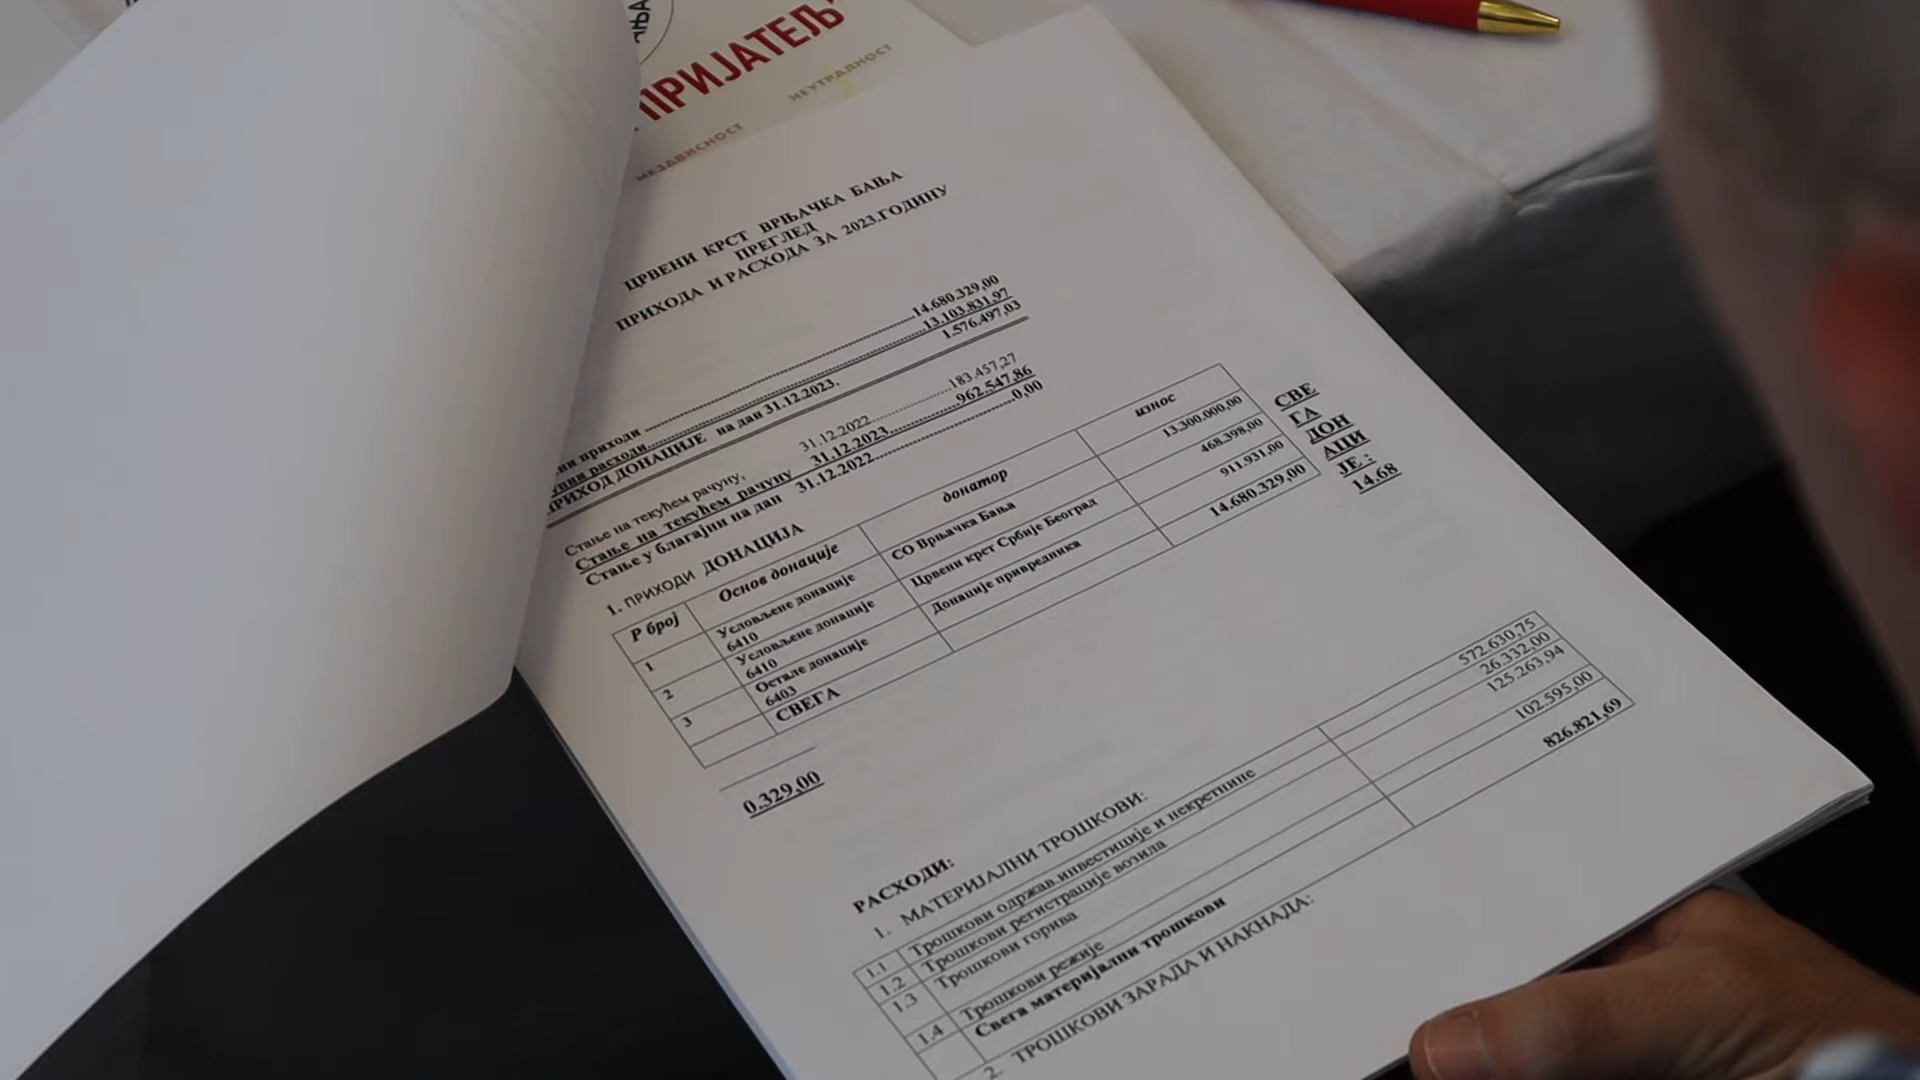 ПРИЈАТЕЉ
НЕЗАВИСНОСТ НЕУТРАЛНОСТ
ЦРВЕНИ КРСТ ВРЊАЧКА БАЊА
ПРЕГЛЕД
ПРИХОДА И РАСХОДА ЗА 2023.ГОДИНУ
приходи 14.680.329,00
расходи 13.103.831,97
ПРИХОД ДОНАЦИЈЕ на дан 31.12.2023. 1.576.497,03
Стање на текућем рачуну, 31.12.2022 183.457,27
Стање на текућем рачуну 31.12.2023 962.547,86
Стање у благајни на дан 31.12.2022 0,00
1. ПРИХОДИ ДОНАЦИЈА
Р број Основ донације донатор износ
1 Условљене донације 6410 СО Врњачка Бања 13.300.000,00
2 Условљене донације 6410 Црвени крст Србије Београд 468.398,00
3 Остале донације 6403 Донације привредника 911.931,00
СВЕГА 14.680.329,00
СВЕ
ГА
ДОН
АЦИ
ЈЕ :
14.68
0.329,00
РАСХОДИ:
1. МАТЕРИЈАЛНИ ТРОШКОВИ:
1.1 Трошкови одржав.инвестиције и некретнине 572.630,75
1.2 Трошкови регистрације возила 26.332,00
1.3 Трошкови горива 125.263,94
1.4 Трошкови режије 102.595,00
Свега материјални трошкови 826.821,69
2. ТРОШКОВИ ЗАРАДА И НАКНАДА: